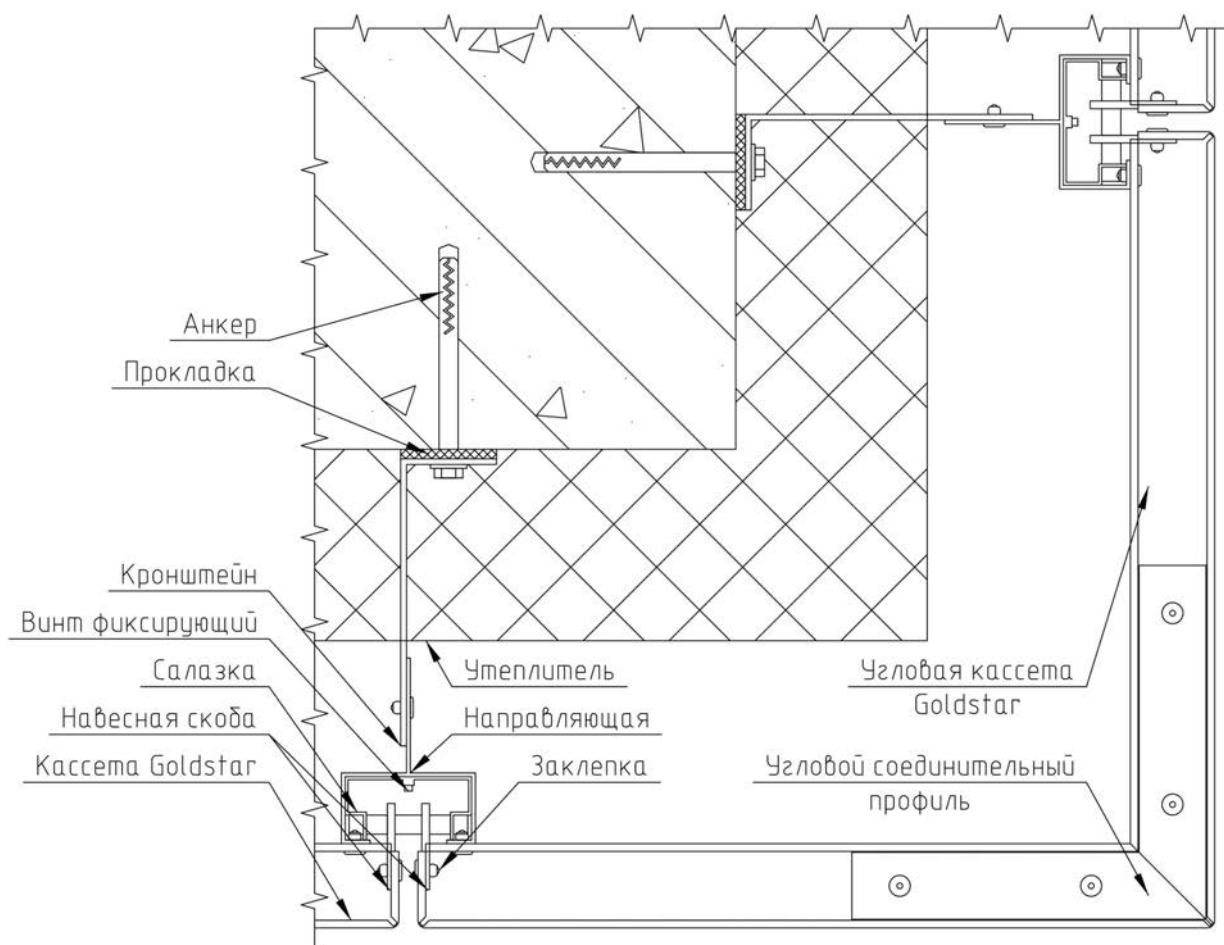 Анкер
Прокладка
Кронштейн
Винт фиксирующий
Салазка
Утеплитель
Угловая кассета
Goldstar
Навесная скоба
Направляющая
Кассета Goldstar
Заклепка
Угловой соединительный
профиль